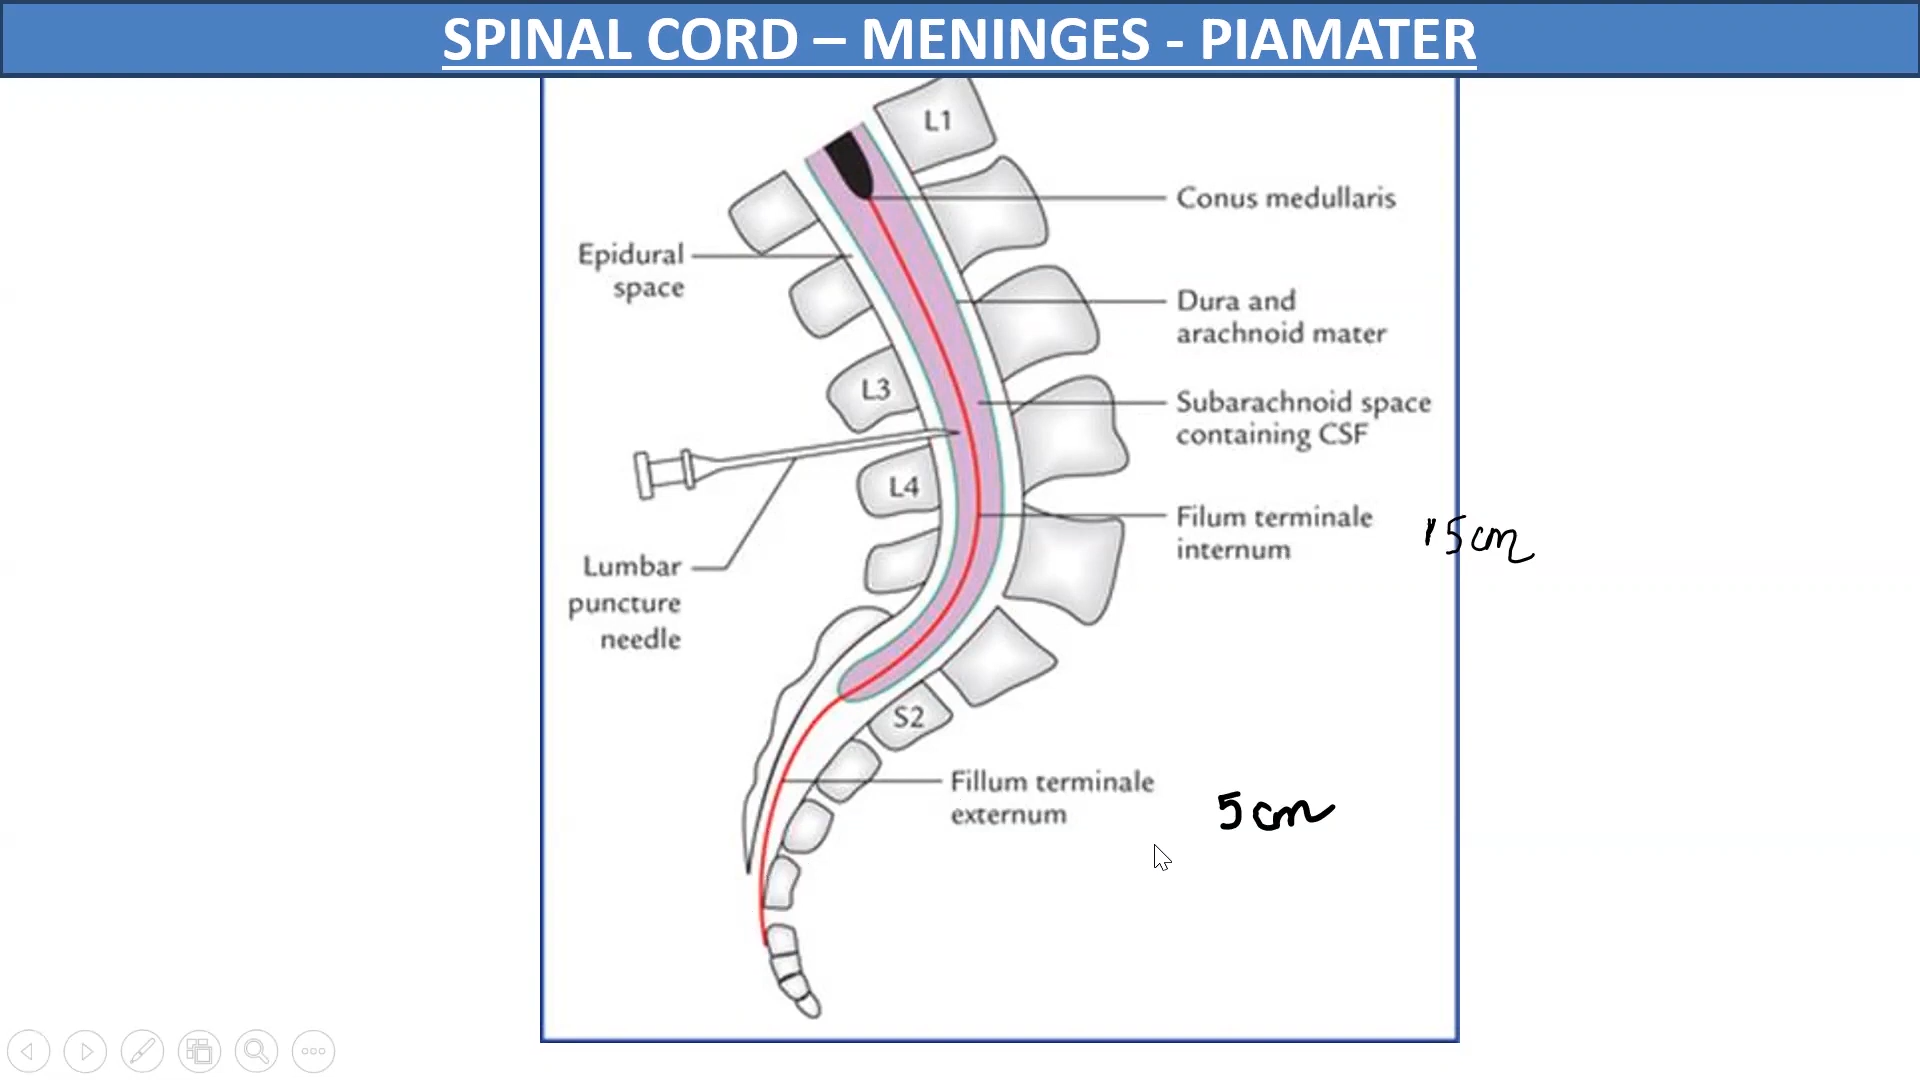 SPINAL CORD – MENINGES - PIAMATER
L1
Conus medullaris
Epidural
space
Dura and
arachnoid mater
L3
Subarachnoid space
containing CSF
L4
Filum terminale
internum
15cm
Lumbar
puncture
needle
S2
Fillum terminale
externum
5cm